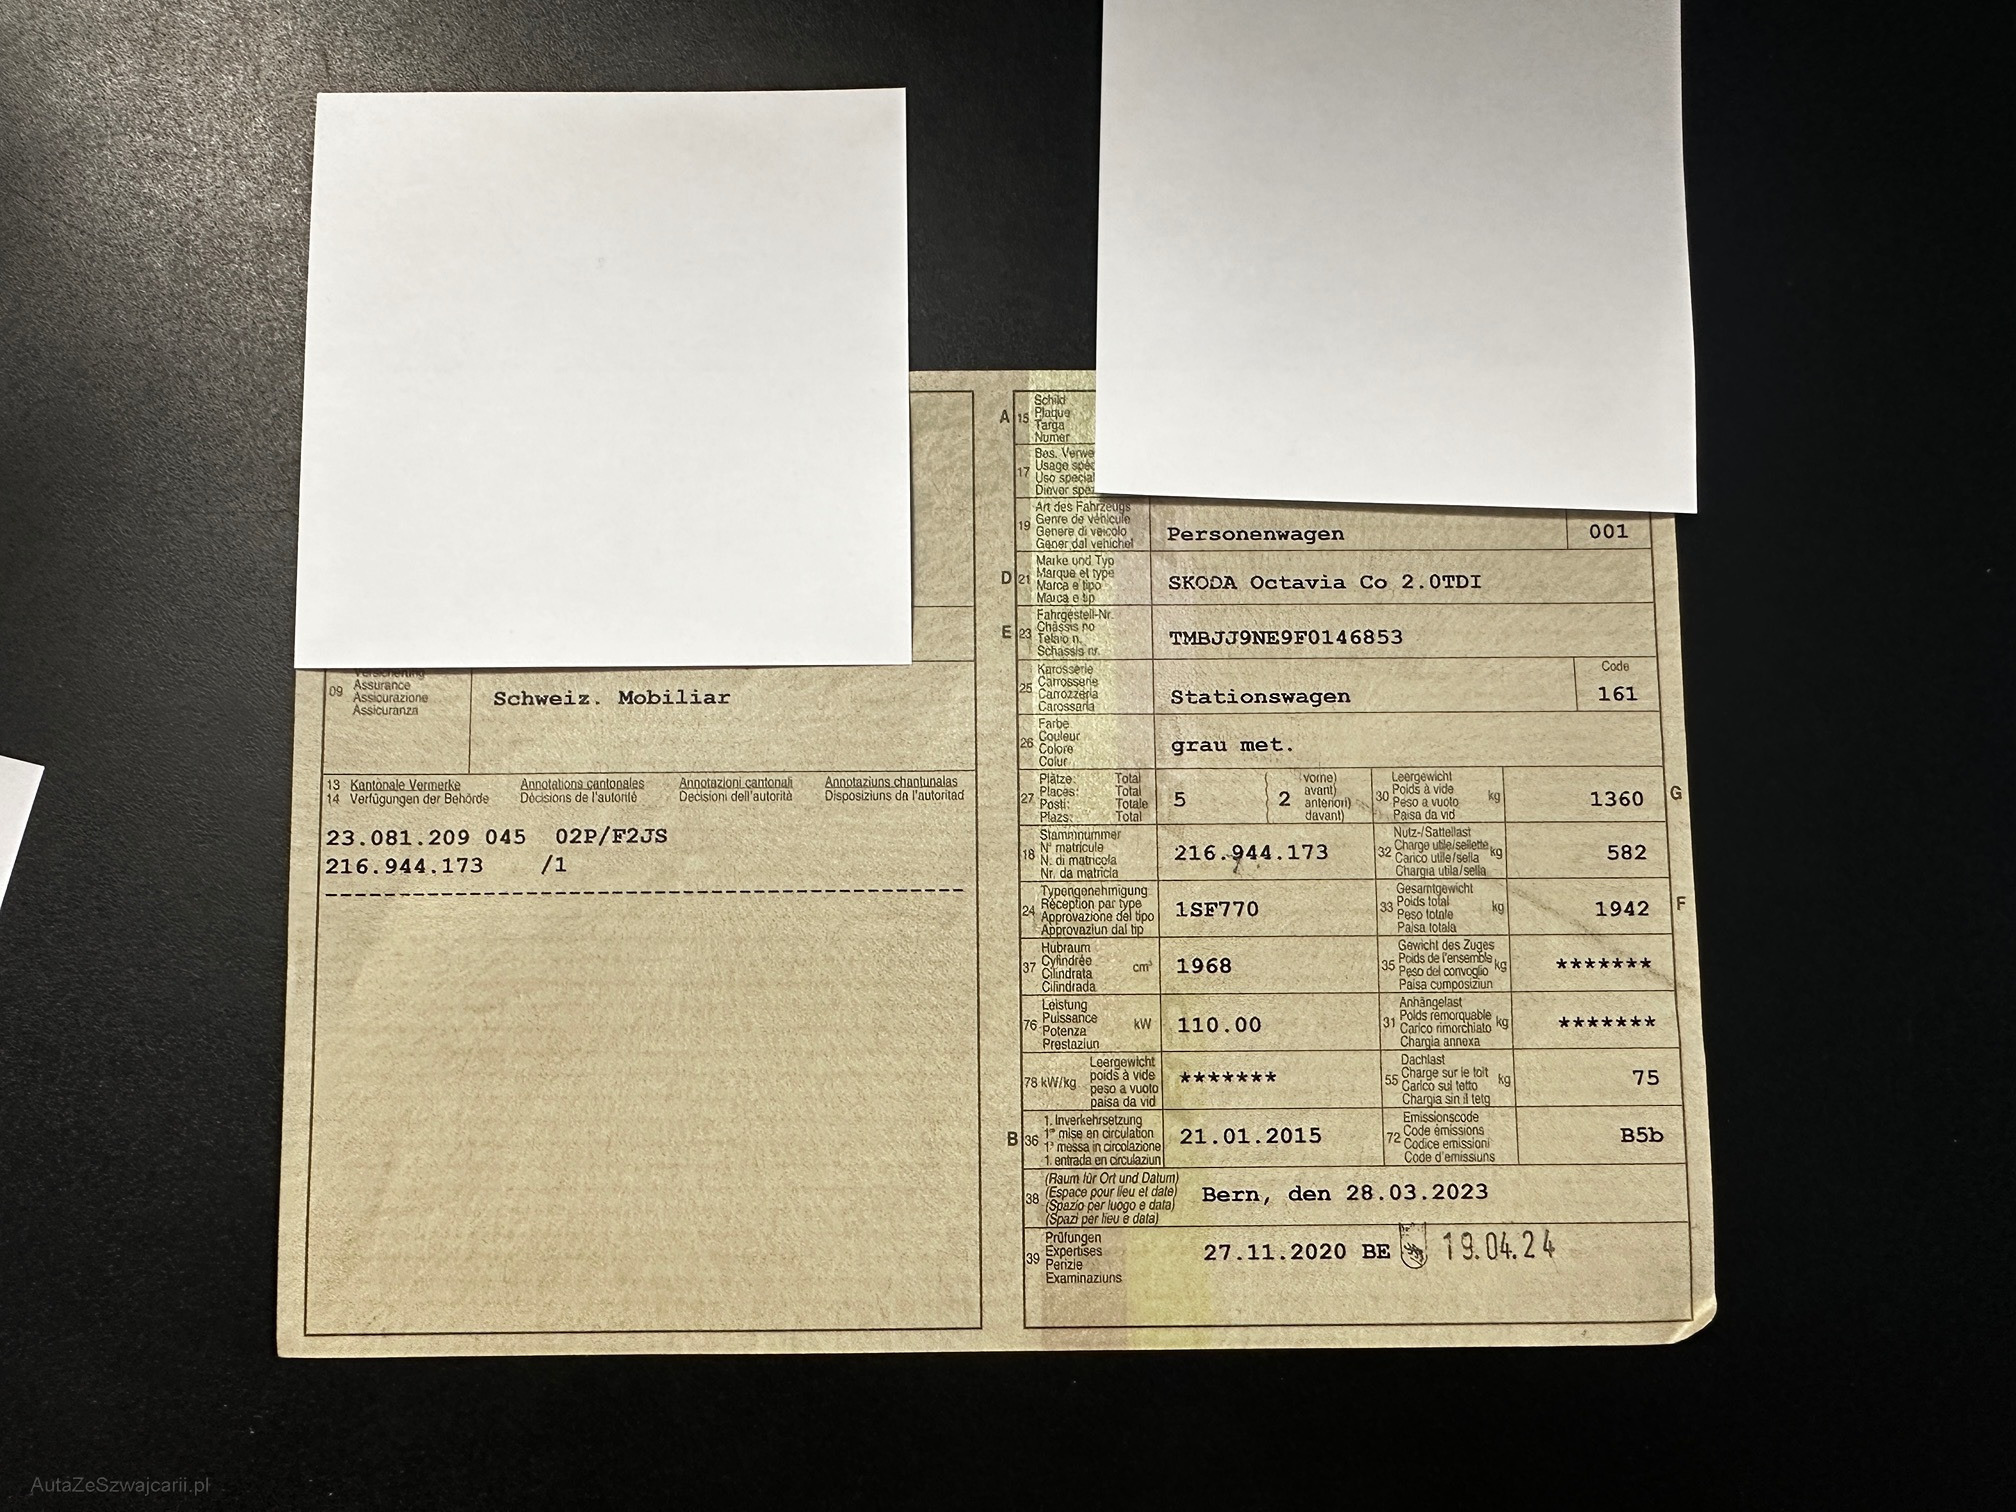 09
Assurance
Assicurazione
Assicuranza
Schweiz. Mobiliar
13 Kantonale Vermerke Annotations cantonales Annotazioni cantonali Annotaziuns chantunalas
14 Verfügungen der Behörde Décisions de l'autorité Decisioni dell'autorità Disposiziuns da l'autoritad
23.081.209 045 02P/F2JS
216.944.173 /1
A 15 Schild
Plaque
Targa
Numer
17 Bes. Verwe
Usage spéc
Uso special
Diever spez
19 Art des Fahrzeugs
Genre de véhicule
Genere di veicolo
Gener dal vehichel
Personenwagen 001
D 21 Marke und Typ
Marque et type
Marca e tipo
Marca e tip
SKODA Octavia Co 2.0TDI
E 23 Fahrgestell-Nr.
Châssis no
Telaio n.
Schassis nr.
TMBJJ9NE9F0146853
25 Karosserie
Carrosserie
Carrozzeria
Carossaria
Stationswagen Code 161
26 Farbe
Couleur
Colore
Colur
grau met.
27 Plätze: Total
Places: Total
Posti: Totale
Plazs: Total
5 (2 vorne)
avant)
anteriori)
davant)
30 Leergewicht
Poids à vide
Peso a vuoto
Paisa da vid
kg 1360 G
18 Stammnummer
N° matricule
N. di matricola
Nr. da matricla
216.944.173
32 Nutz-/Sattellast
Charge utile/sellette
Carico utile/sella
Chargia utila/sella
kg 582
24 Typengenehmigung
Réception par type
Approvazione del tipo
Approvaziun dal tip
1SF770
33 Gesamtgewicht
Poids total
Peso totale
Paisa totala
kg 1942 F
37 Hubraum
Cylindrée
Cilindrata
Cilindrada
cm³ 1968
35 Gewicht des Zuges
Poids de l'ensemble
Peso del convoglio
Paisa cumposiziun
kg *******
76 Leistung
Puissance
Potenza
Prestaziun
kW 110.00
31 Anhängelast
Poids remorquable
Carico rimorchiato
Chargia annexa
kg *******
78 kW/kg Leergewicht
poids à vide
peso a vuoto
paisa da vid
*******
55 Dachlast
Charge sur le toit
Carico sul tetto
Chargia sin il tetg
kg 75
B 36 1. Inverkehrsetzung
1re mise en circulation
1a messa in circolazione
1. entrada en circulaziun
21.01.2015
72 Emissionscode
Code émissions
Codice emissioni
Code d'emissiuns
B5b
38 (Raum für Ort und Datum)
(Espace pour lieu et date)
(Spazio per luogo e data)
(Spazi per lieu e data)
Bern, den 28.03.2023
39 Prüfungen
Expertises
Perizie
Examinaziuns
27.11.2020 BE 19.04.24
AutaZeSzwajcarii.pl